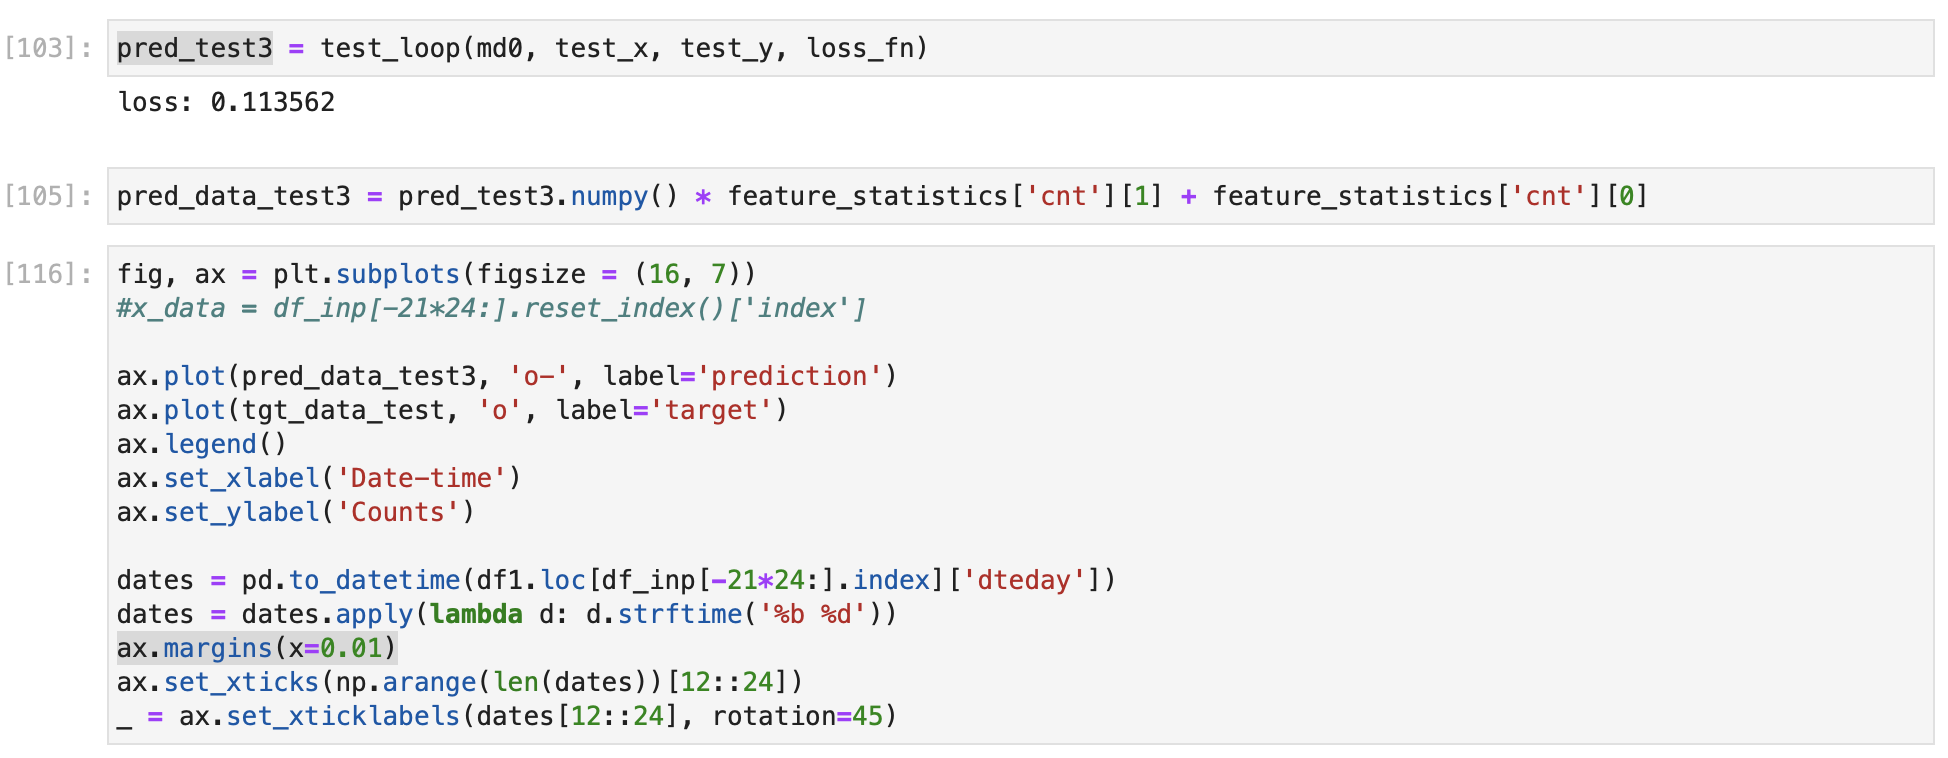 [103]: pred_test3 = test_loop(md0, test_x, test_y, loss_fn)
loss: 0.113562
[105]: pred_data_test3 = pred_test3.numpy() * feature_statistics['cnt'][1] + feature_statistics['cnt'][0]
[116]: fig, ax = plt.subplots(figsize = (16, 7))
#x_data = df_inp[-21*24:].reset_index()['index']
ax.plot(pred_data_test3, 'o-', label='prediction')
ax.plot(tgt_data_test, 'o', label='target')
ax.legend()
ax.set_xlabel('Date-time')
ax.set_ylabel('Counts')
dates = pd.to_datetime(df1.loc[df_inp[-21*24:].index]['dteday'])
dates = dates.apply(lambda d: d.strftime('%b %d'))
ax.margins(x=0.01)
ax.set_xticks(np.arange(len(dates))[12::24])
_ = ax.set_xticklabels(dates[12::24], rotation=45)